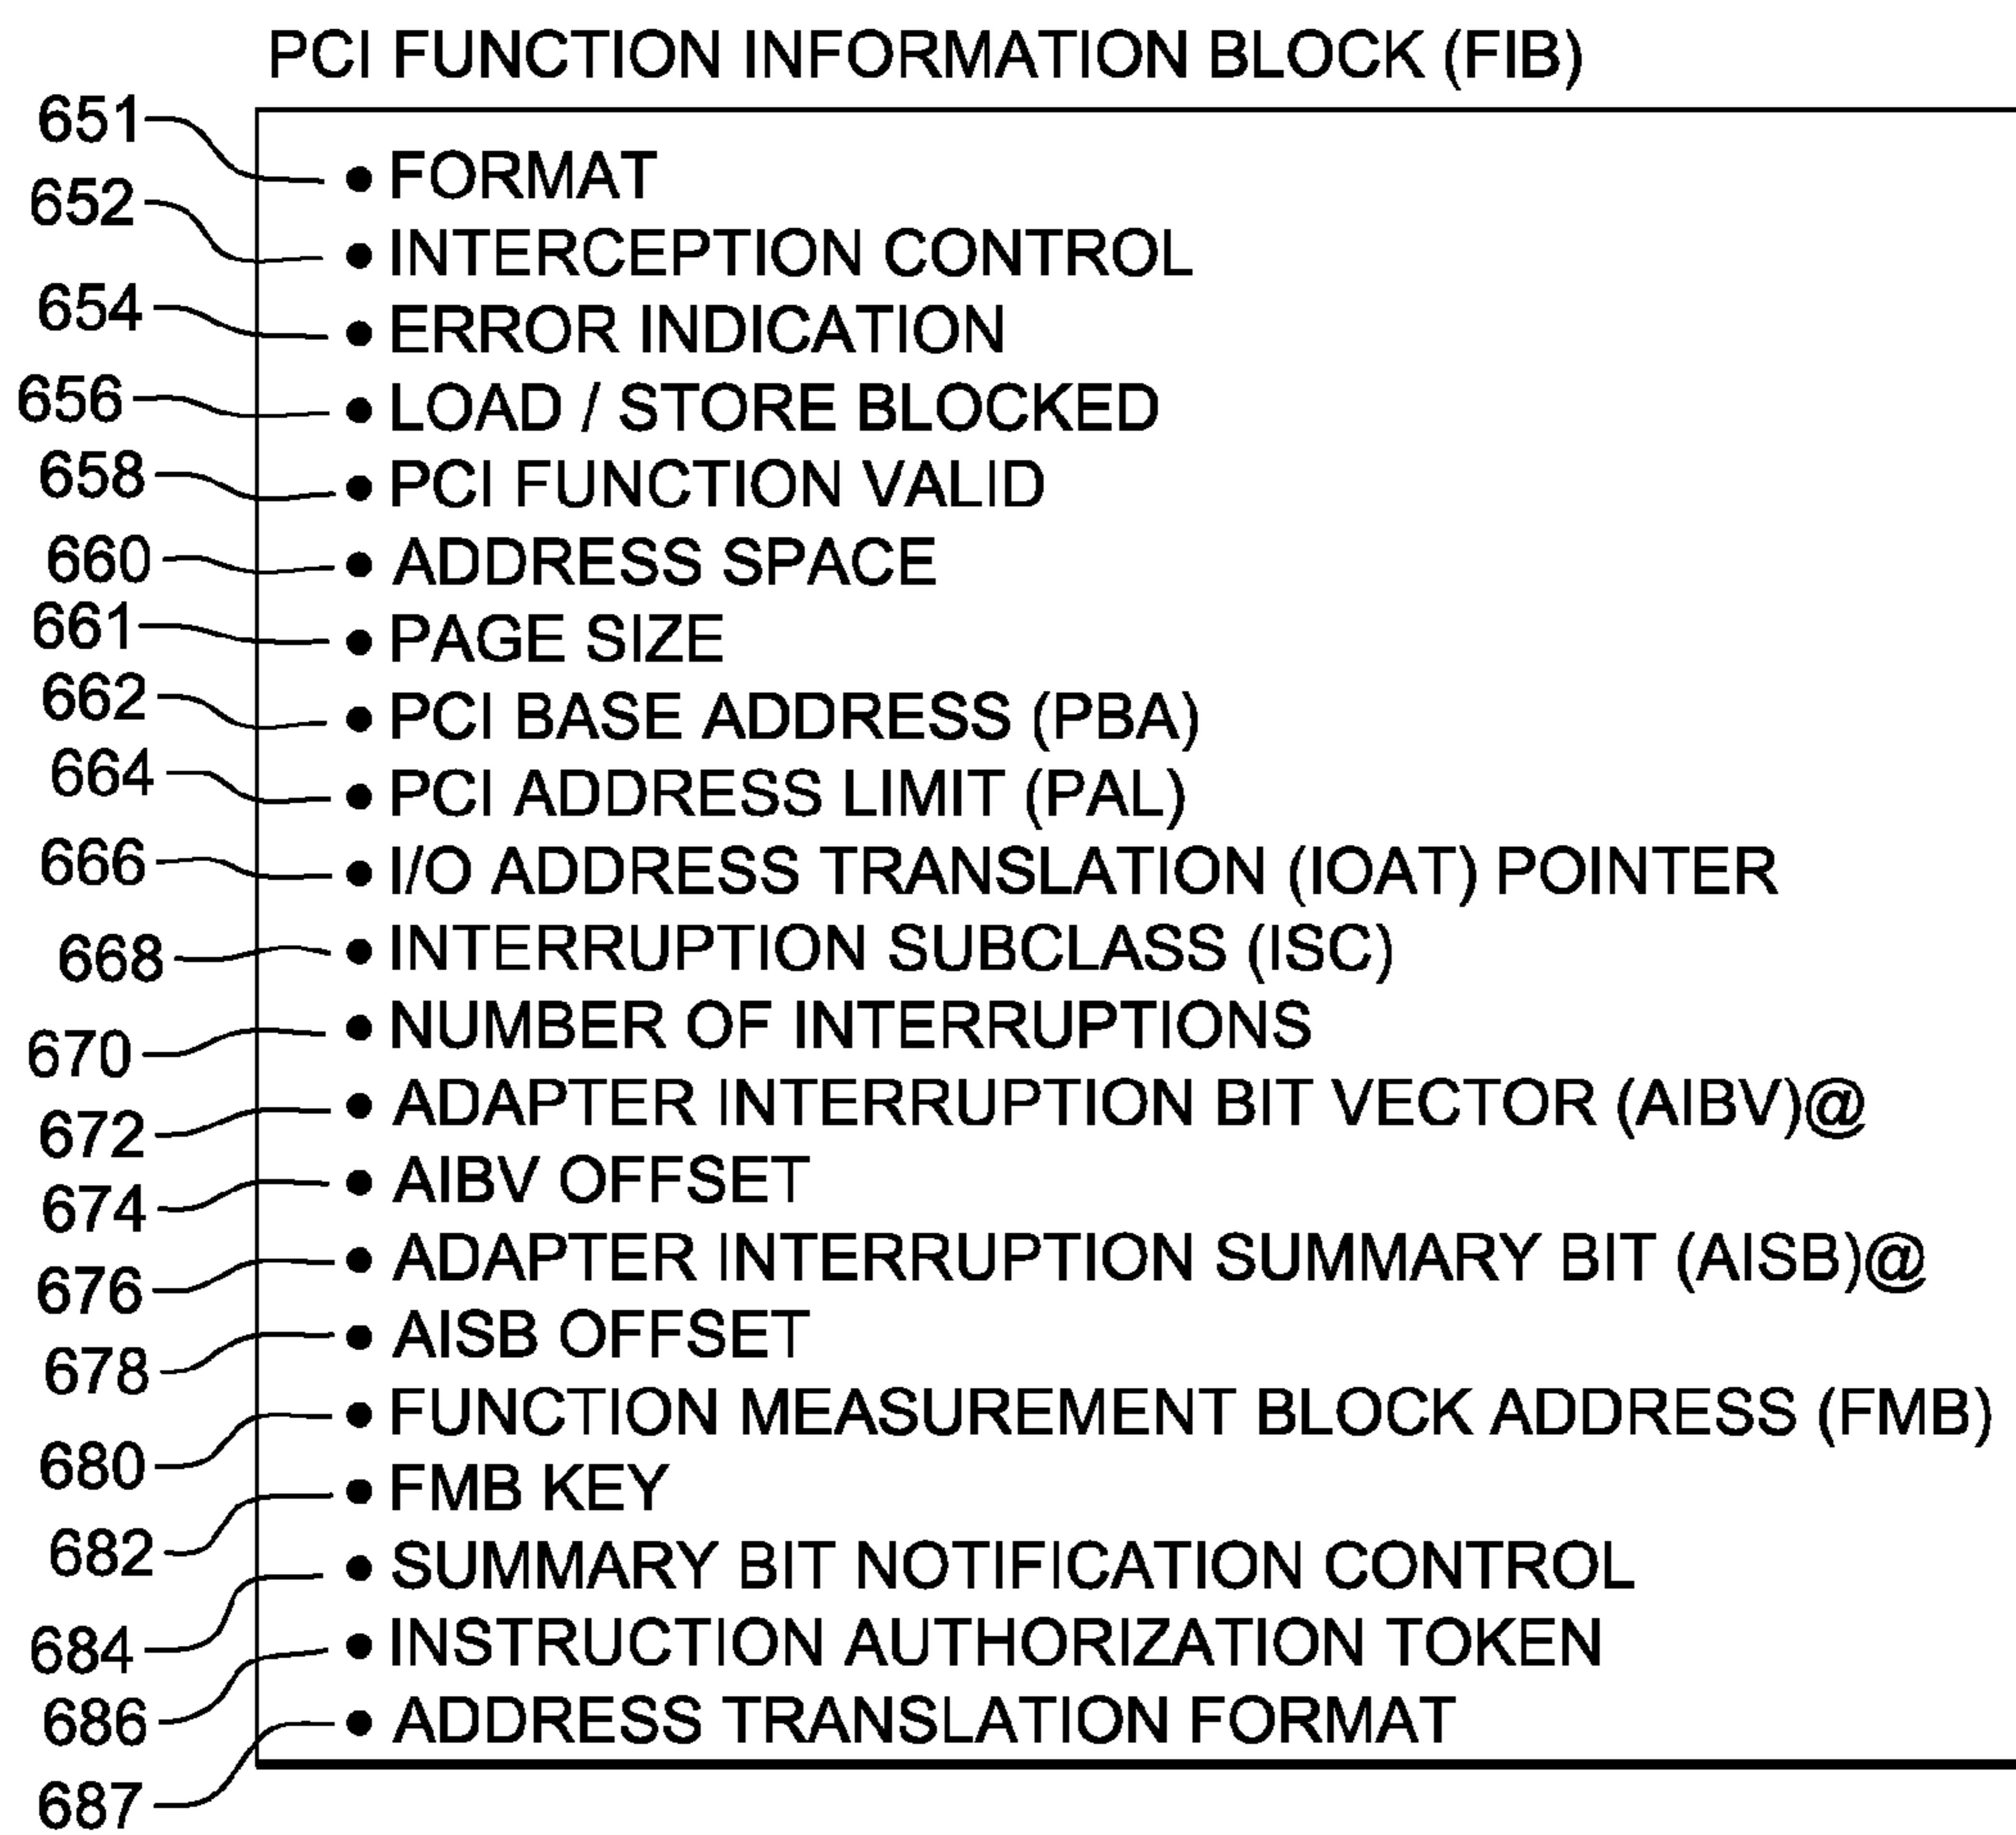 PCI FUNCTION INFORMATION BLOCK (FIB)
651 ● FORMAT
652 ● INTERCEPTION CONTROL
654 ● ERROR INDICATION
656 ● LOAD / STORE BLOCKED
658 ● PCI FUNCTION VALID
660 ● ADDRESS SPACE
661 ● PAGE SIZE
662 ● PCI BASE ADDRESS (PBA)
664 ● PCI ADDRESS LIMIT (PAL)
666 ● I/O ADDRESS TRANSLATION (IOAT) POINTER
668 ● INTERRUPTION SUBCLASS (ISC)
670 ● NUMBER OF INTERRUPTIONS
672 ● ADAPTER INTERRUPTION BIT VECTOR (AIBV)@
674 ● AIBV OFFSET
676 ● ADAPTER INTERRUPTION SUMMARY BIT (AISB)@
678 ● AISB OFFSET
680 ● FUNCTION MEASUREMENT BLOCK ADDRESS (FMB)
682 ● FMB KEY
684 ● SUMMARY BIT NOTIFICATION CONTROL
686 ● INSTRUCTION AUTHORIZATION TOKEN
687 ● ADDRESS TRANSLATION FORMAT